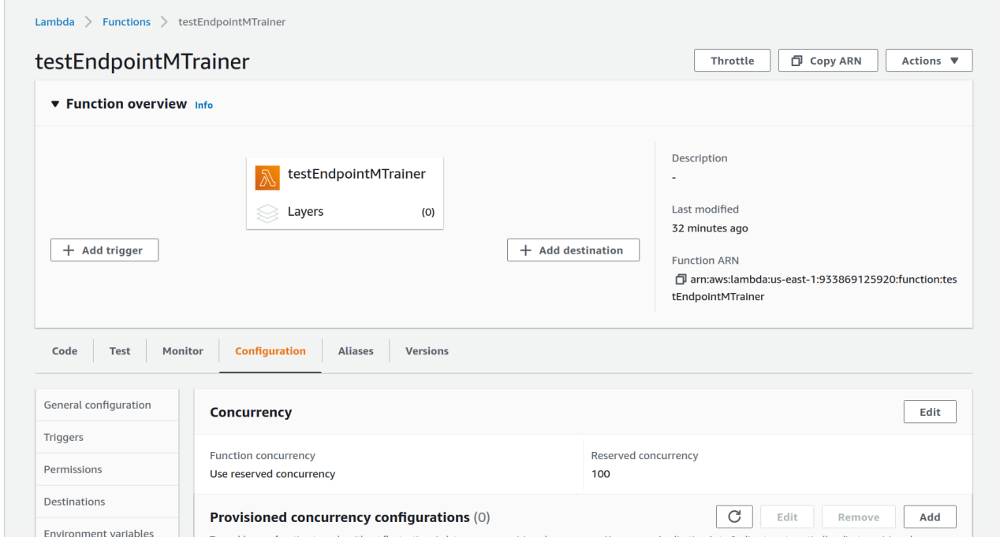 Lambda > Functions > testEndpointMTrainer
testEndpointMTrainer
Throttle
Copy ARN
Actions ▼
▼ Function overview Info
testEndpointMTrainer
Layers (0)
+ Add trigger
+ Add destination
Description
-
Last modified
32 minutes ago
Function ARN
arn:aws:lambda:us-east-1:933869125920:function:tes
tEndpointMTrainer
Code
Test
Monitor
Configuration
Aliases
Versions
General configuration
Triggers
Permissions
Destinations
Environment variables
Concurrency
Edit
Function concurrency
Use reserved concurrency
Reserved concurrency
100
Provisioned concurrency configurations (0)
Edit
Remove
Add